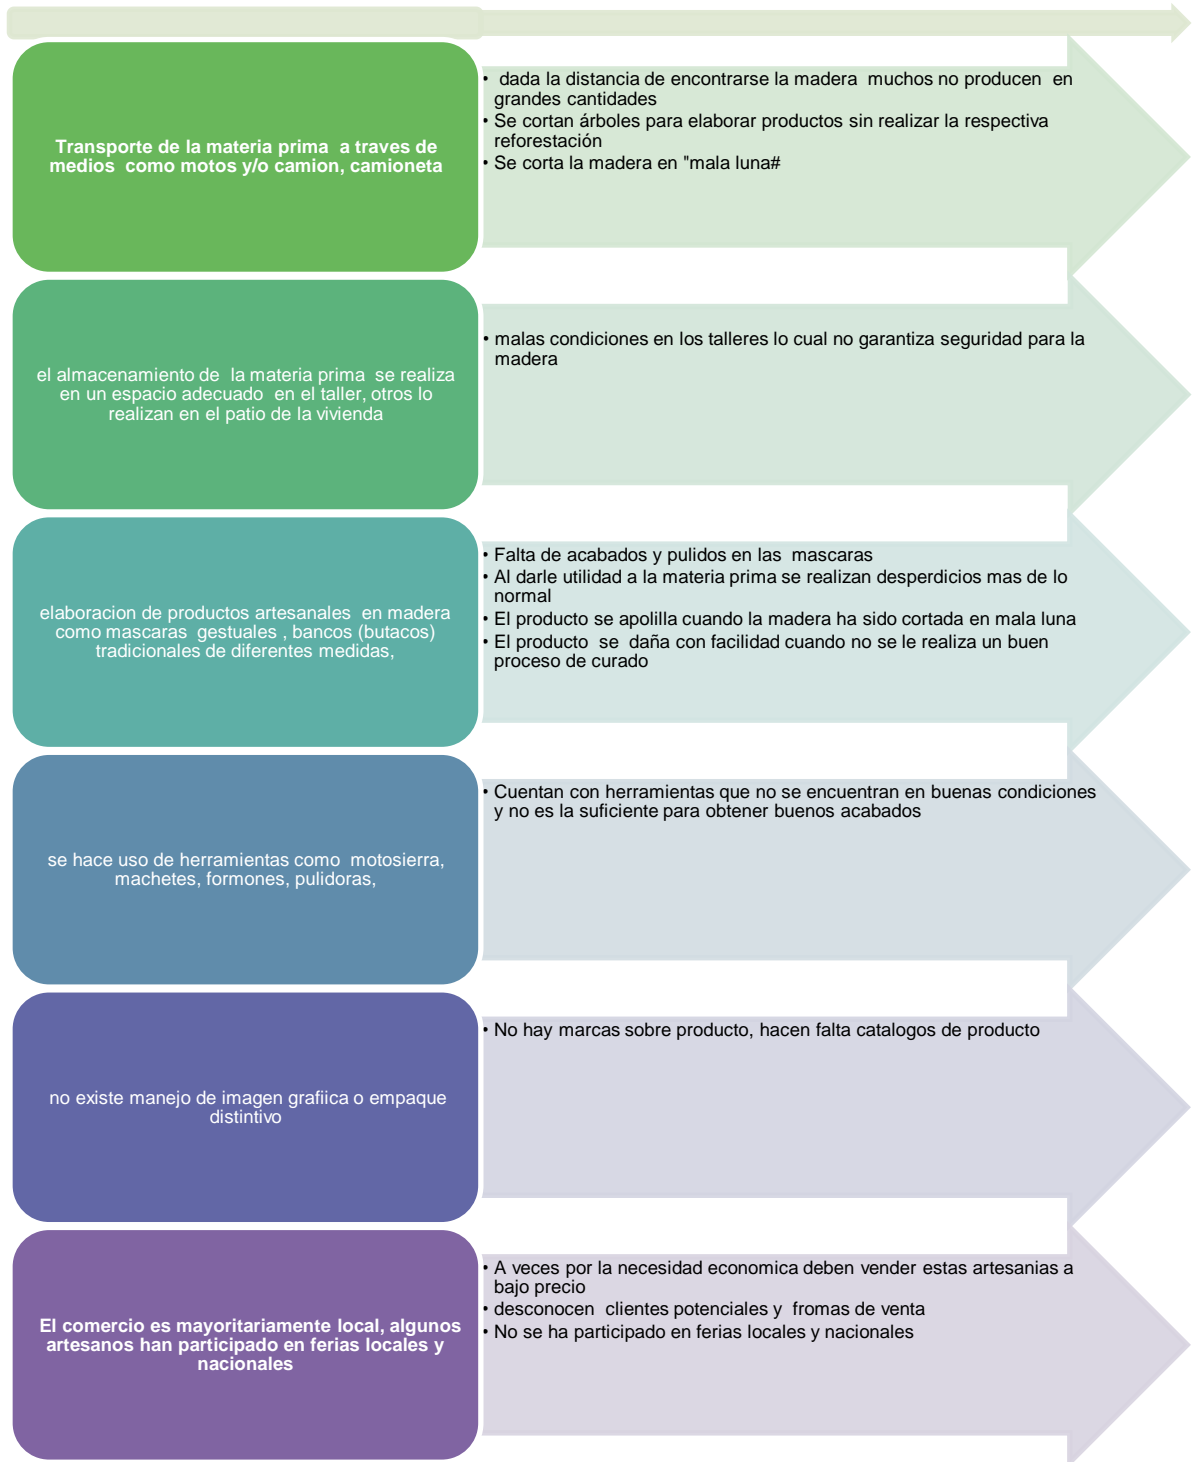 Transporte de la materia prima a traves de
medios como motos y/o camion, camioneta
• dada la distancia de encontrarse la madera muchos no producen en
grandes cantidades
• Se cortan árboles para elaborar productos sin realizar la respectiva
reforestación
• Se corta la madera en "mala luna#
el almacenamiento de la materia prima se realiza
en un espacio adecuado en el taller, otros lo
realizan en el patio de la vivienda
• malas condiciones en los talleres lo cual no garantiza seguridad para la
madera
elaboracion de productos artesanales en madera
como mascaras gestuales , bancos (butacos)
tradicionales de diferentes medidas,
• Falta de acabados y pulidos en las mascaras
• Al darle utilidad a la materia prima se realizan desperdicios mas de lo
normal
• El producto se apolilla cuando la madera ha sido cortada en mala luna
• El producto se daña con facilidad cuando no se le realiza un buen
proceso de curado
se hace uso de herramientas como motosierra,
machetes, formones, pulidoras,
• Cuentan con herramientas que no se encuentran en buenas condiciones
y no es la suficiente para obtener buenos acabados
no existe manejo de imagen grafiica o empaque
distintivo
• No hay marcas sobre producto, hacen falta catalogos de producto
El comercio es mayoritariamente local, algunos
artesanos han participado en ferias locales y
nacionales
• A veces por la necesidad economica deben vender estas artesanias a
bajo precio
• desconocen clientes potenciales y fromas de venta
• No se ha participado en ferias locales y nacionales